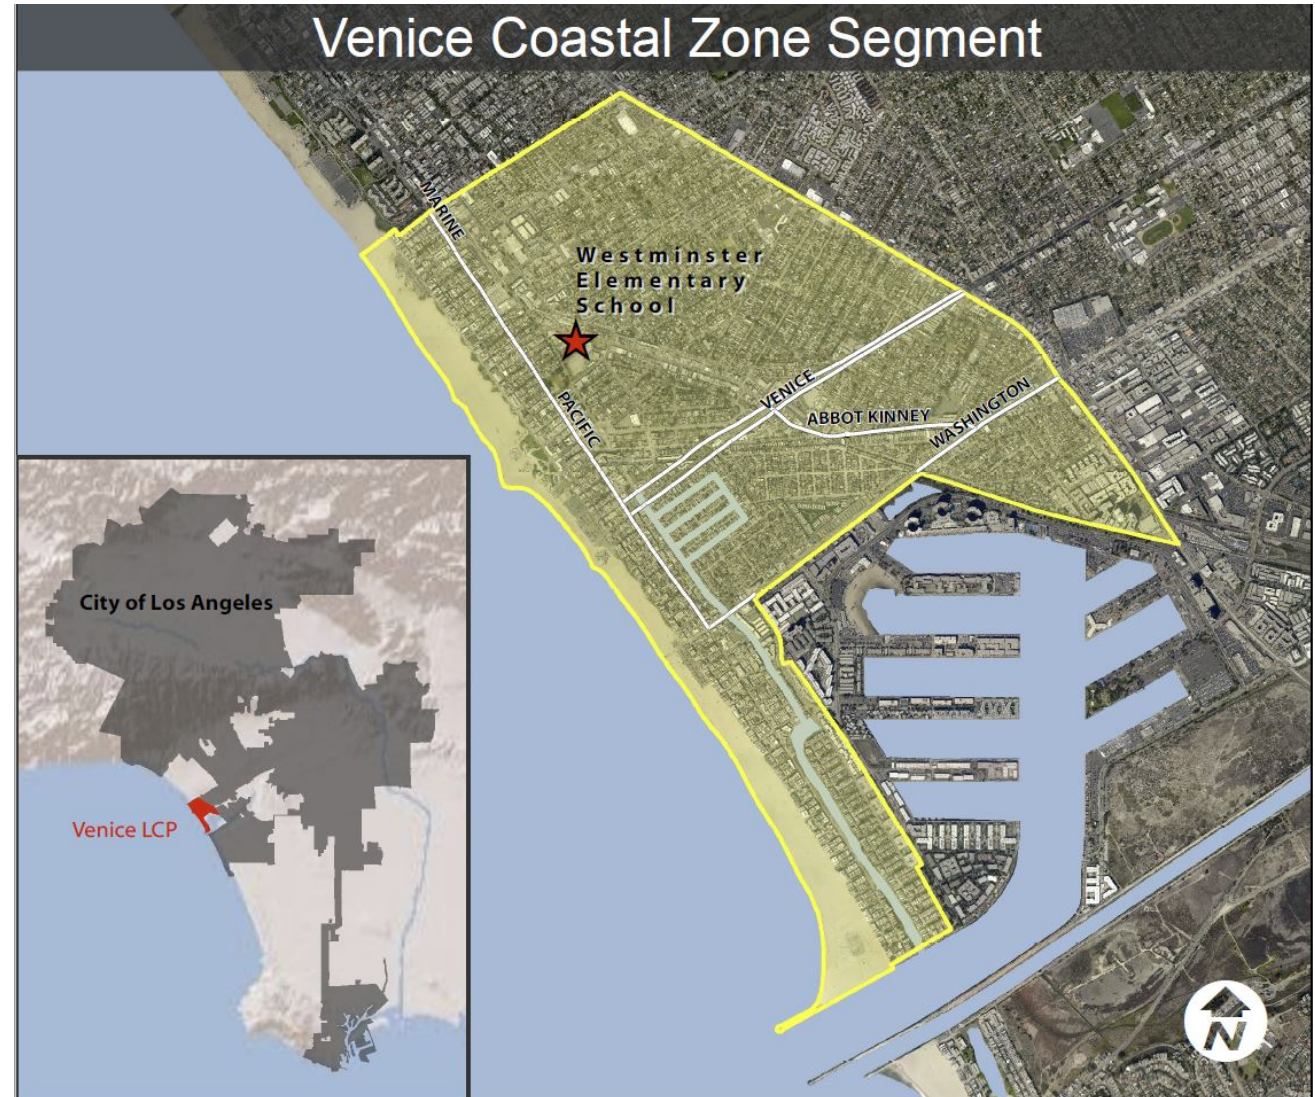 Venice Coastal Zone Segment
MARINE
Westminster
Elementary
School
PACIFIC
VENICE
ABBOT KINNEY
WASHINGTON
City of Los Angeles
Venice LCP
N